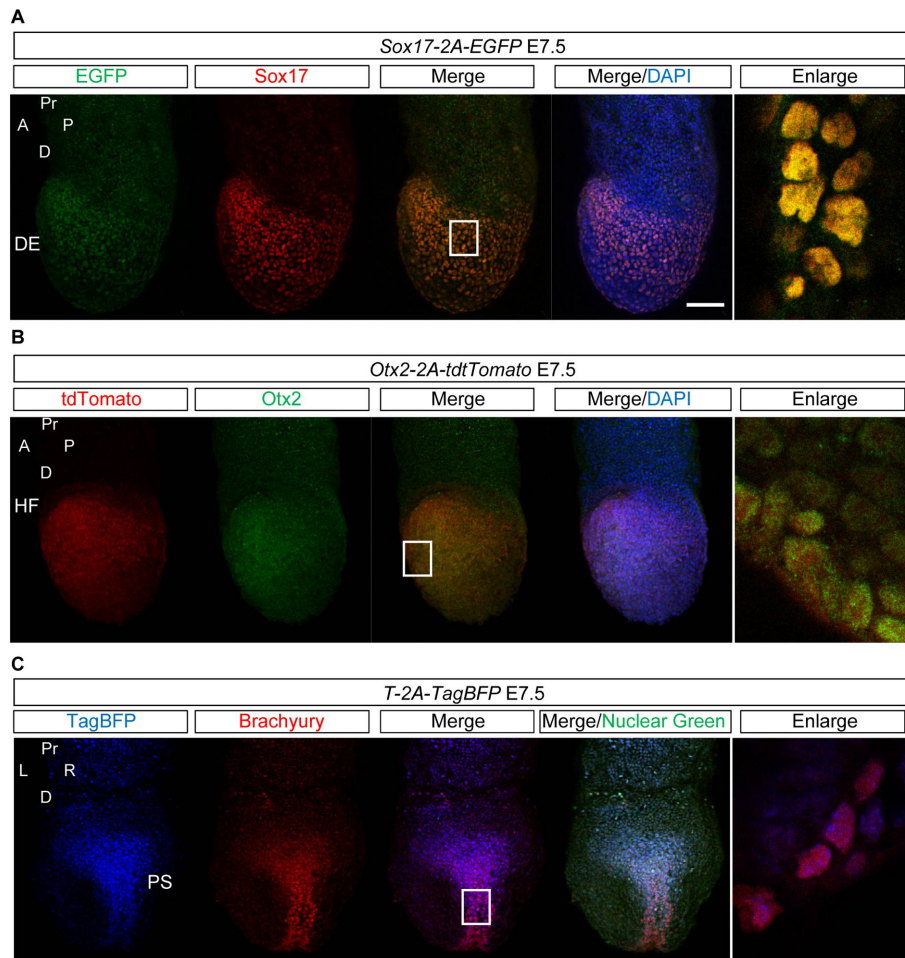 A
Sox17-2A-EGFP E7.5
EGFP Sox17 Merge Merge/DAPI Enlarge
Pr
A P
D
DE
B
Otx2-2A-tdtTomato E7.5
tdTomato Otx2 Merge Merge/DAPI Enlarge
Pr
A P
D
HF
C
T-2A-TagBFP E7.5
TagBFP Brachyury Merge Merge/Nuclear Green Enlarge
Pr
L R
D
PS